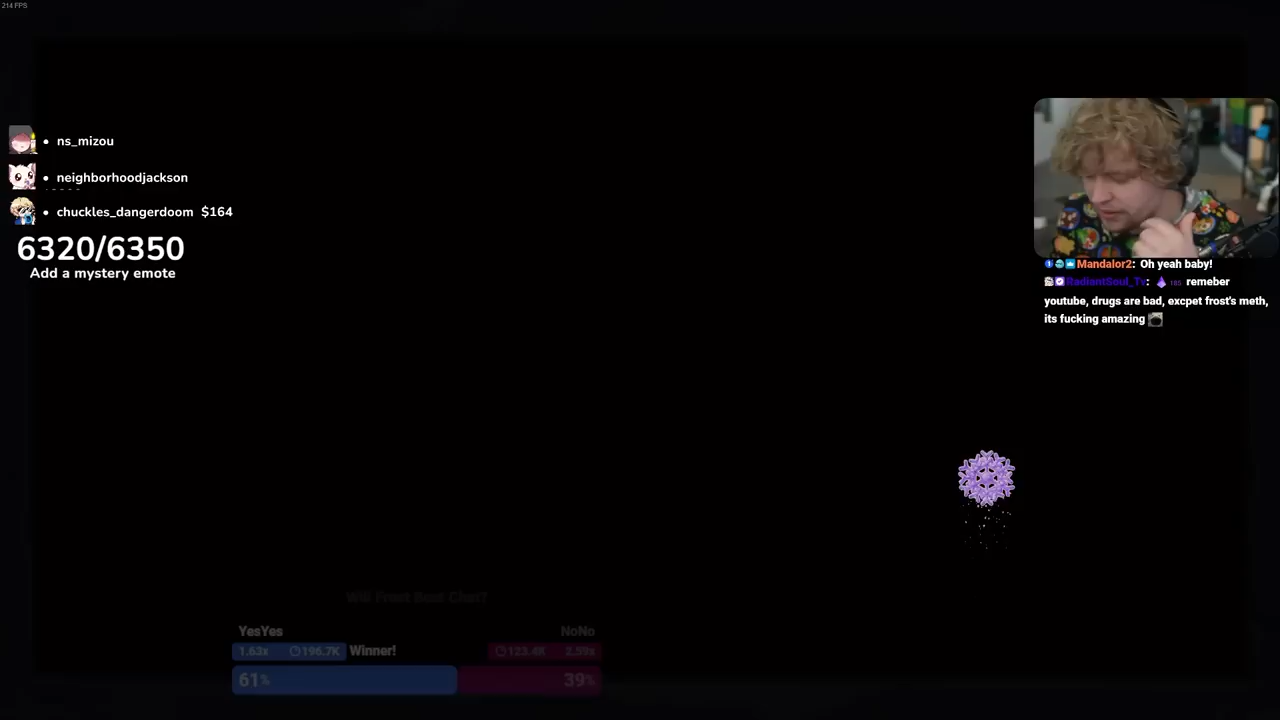 214 FPS
• ns_mizou
• neighborhoodjackson
• chuckles_dangerdoom $164
6320/6350
Add a mystery emote
Mandalor2: Oh yeah baby!
RadiantSoul_Tv: 185 remeber
youtube, drugs are bad, excpet frost's meth,
its fucking amazing
Will Frost Beat Chat?
YesYes NoNo
1.63x 196.7K Winner! 123.4K 2.59x
61% 39%